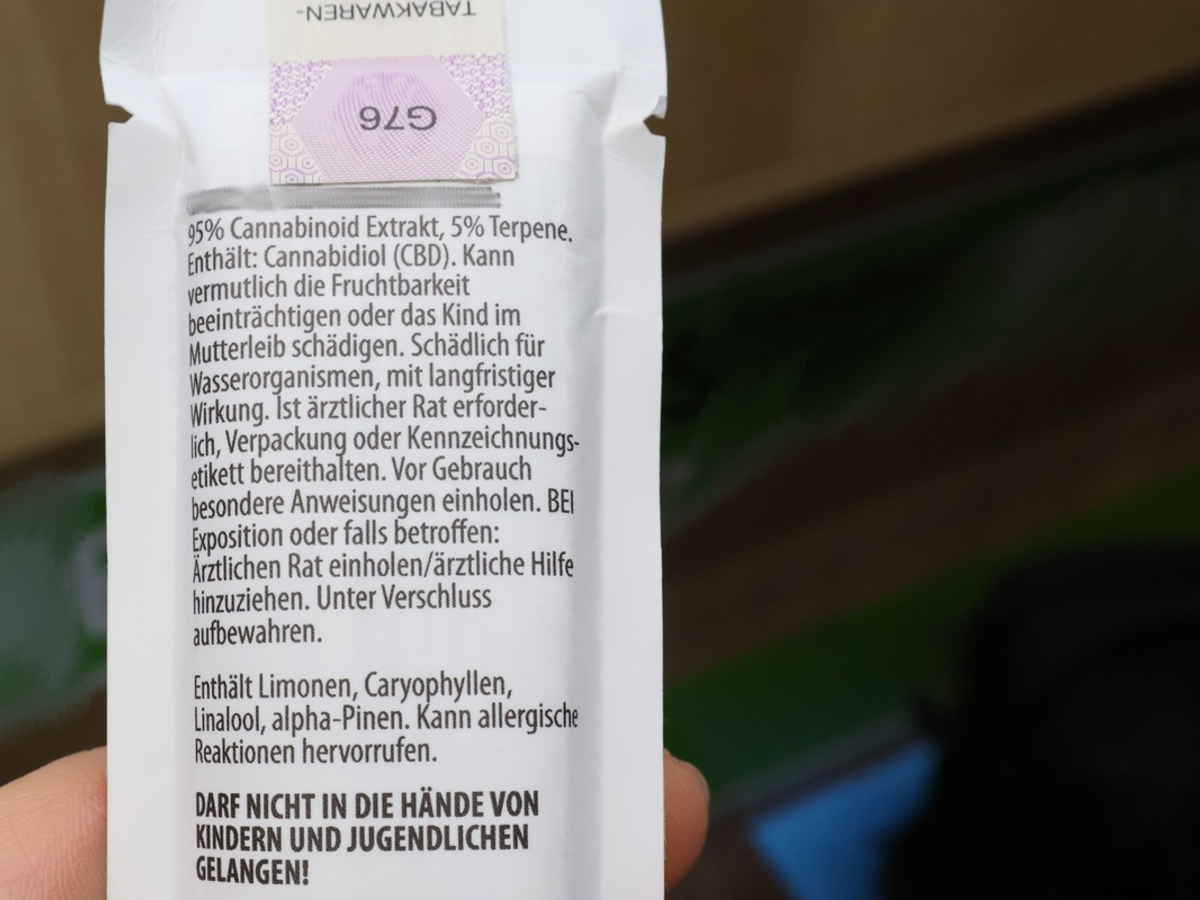 TABAKWAREN-
G76
95% Cannabinoid Extrakt, 5% Terpene.
Enthält: Cannabidiol (CBD). Kann
vermutlich die Fruchtbarkeit
beeinträchtigen oder das Kind im
Mutterleib schädigen. Schädlich für
Wasserorganismen, mit langfristiger
Wirkung. Ist ärztlicher Rat erforder-
lich, Verpackung oder Kennzeichnungs-
etikett bereithalten. Vor Gebrauch
besondere Anweisungen einholen. BEI
Exposition oder falls betroffen:
Ärztlichen Rat einholen/ärztliche Hilfe
hinzuziehen. Unter Verschluss
aufbewahren.
Enthält Limonen, Caryophyllen,
Linalool, alpha-Pinen. Kann allergische
Reaktionen hervorrufen.
DARF NICHT IN DIE HÄNDE VON
KINDERN UND JUGENDLICHEN
GELANGEN!